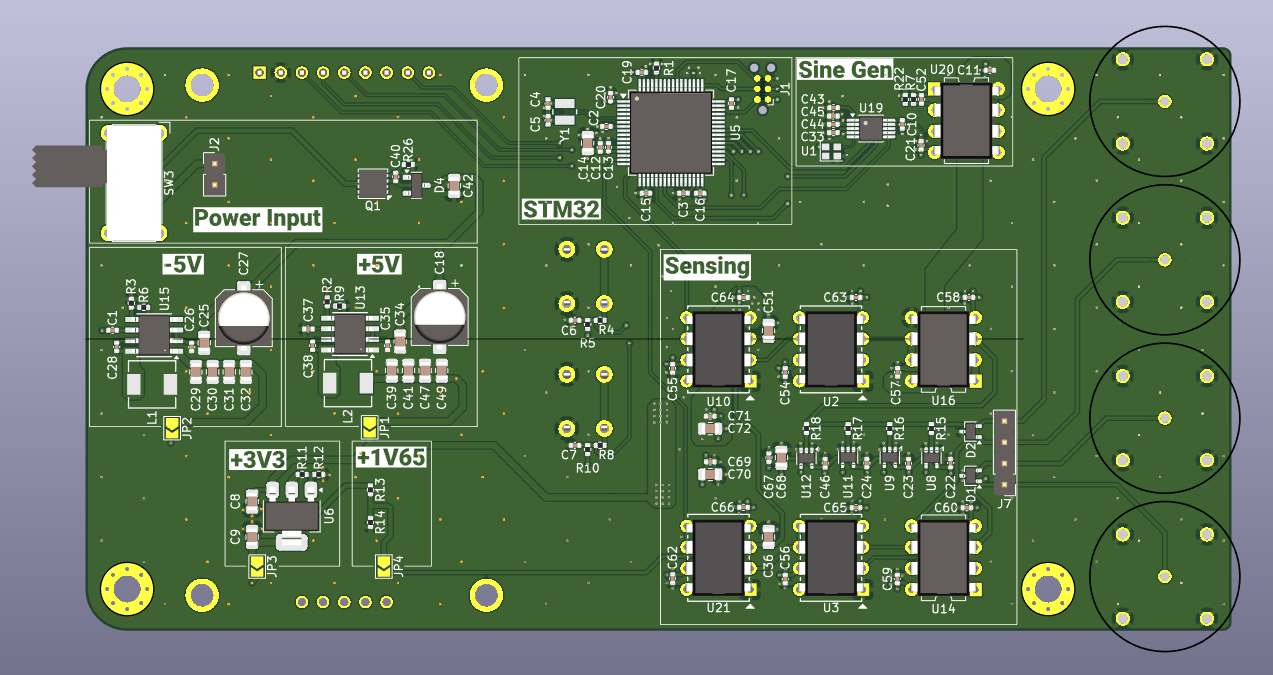 C19
R1
C17
J1
Sine Gen
R22
R7
C52
U20
C11
C4
C5
Y1
C2
C20
C14
C12
C13
U5
C43
C45
C44
C33
U19
C10
C21
STM32
C15
C3
C16
SW3
J2
Q1
C40
R26
D4
C42
Power Input
-5V
C27
+
R3
R6
U15
C1
C28
C26
C25
C29
C30
C31
C32
L1
JP2
+5V
C18
+
R2
R9
U13
C37
C38
C35
C34
C39
C41
C47
C49
L2
JP1
C6
R5
R4
C7
R10
R8
Sensing
C64
C51
C63
C58
C55
C54
C57
U10
U2
U16
C71
C72
C69
C70
R18
R17
R16
R15
D2
C67
C68
U12
C46
U11
C24
U9
C23
U8
C22
D1
J7
C66
C65
C60
C62
C36
C56
C59
U21
U3
U14
+3V3
R11
R12
C8
C9
U6
JP3
+1V65
R13
R14
JP4